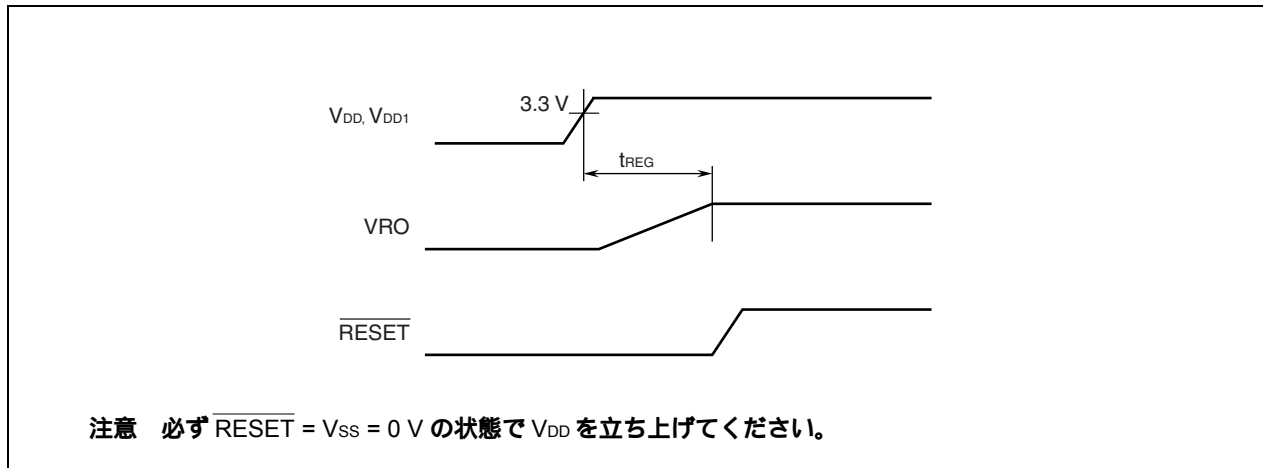 3.3 V
VDD, VDD1
tREG
VRO
RESET
注意 必ず RESET = VSS = 0 V の状態で VDD を立ち上げてください。